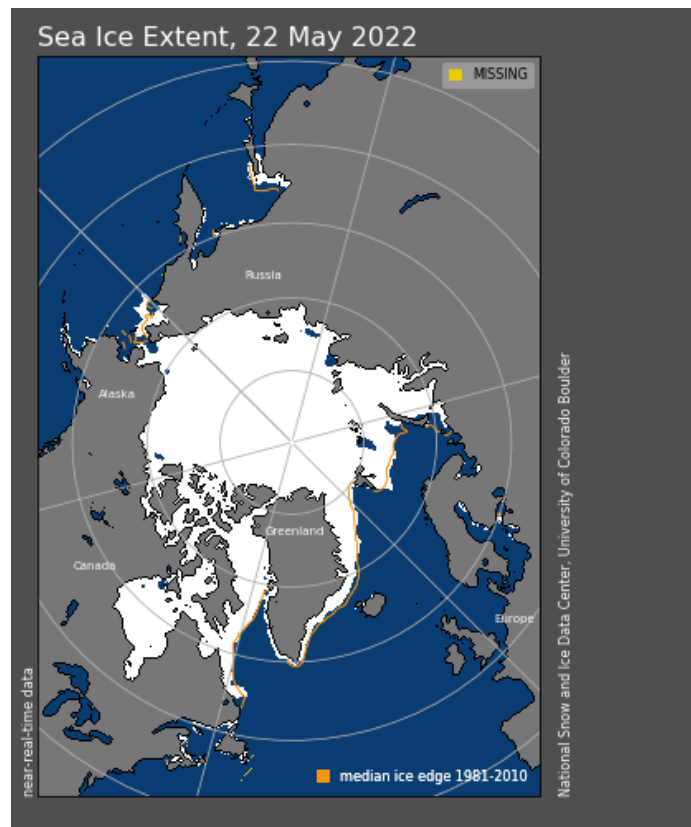 Sea Ice Extent, 22 May 2022
MISSING
Russia
Alaska
Greenland
Canada
Europe
near-real-time data
National Snow and Ice Data Center, University of Colorado Boulder
median ice edge 1981-2010